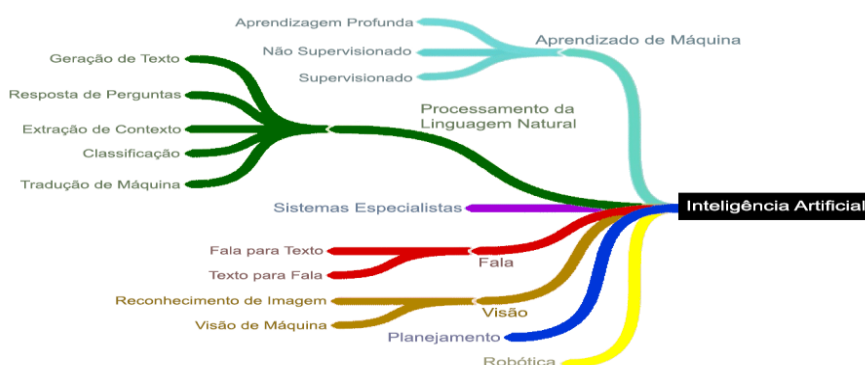 Aprendizagem Profunda
Não Supervisionado
Supervisionado
Aprendizado de Máquina
Geração de Texto
Resposta de Perguntas
Extração de Contexto
Classificação
Tradução de Máquina
Processamento da
Linguagem Natural
Sistemas Especialistas
Inteligência Artificial
Fala para Texto
Texto para Fala
Fala
Reconhecimento de Imagem
Visão de Máquina
Visão
Planejamento
Robótica